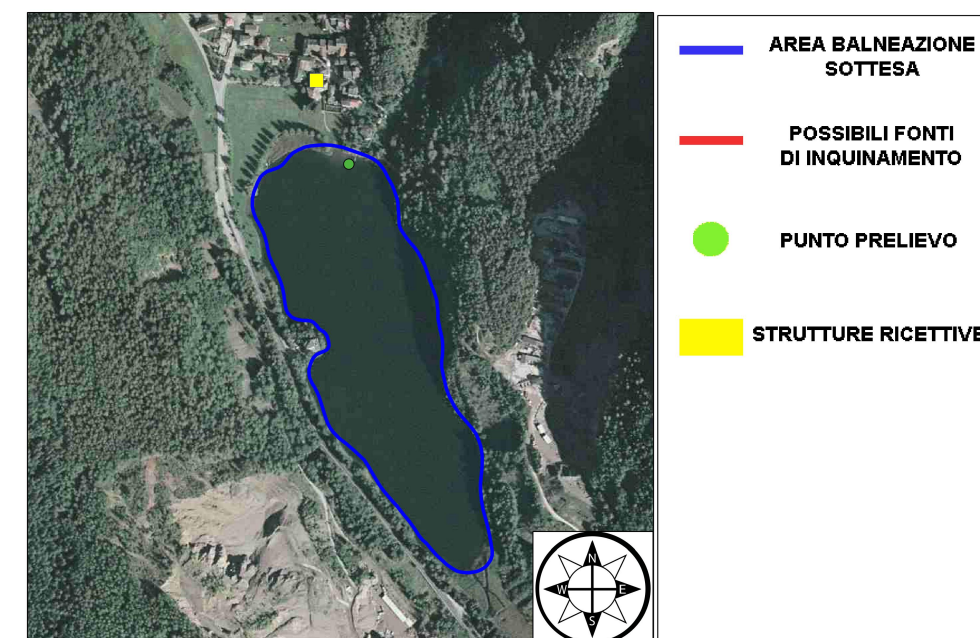 AREA BALNEAZIONE
SOTTESA
POSSIBILI FONTI
DI INQUINAMENTO
PUNTO PRELIEVO
STRUTTURE RICETTIVE
N
W E
S